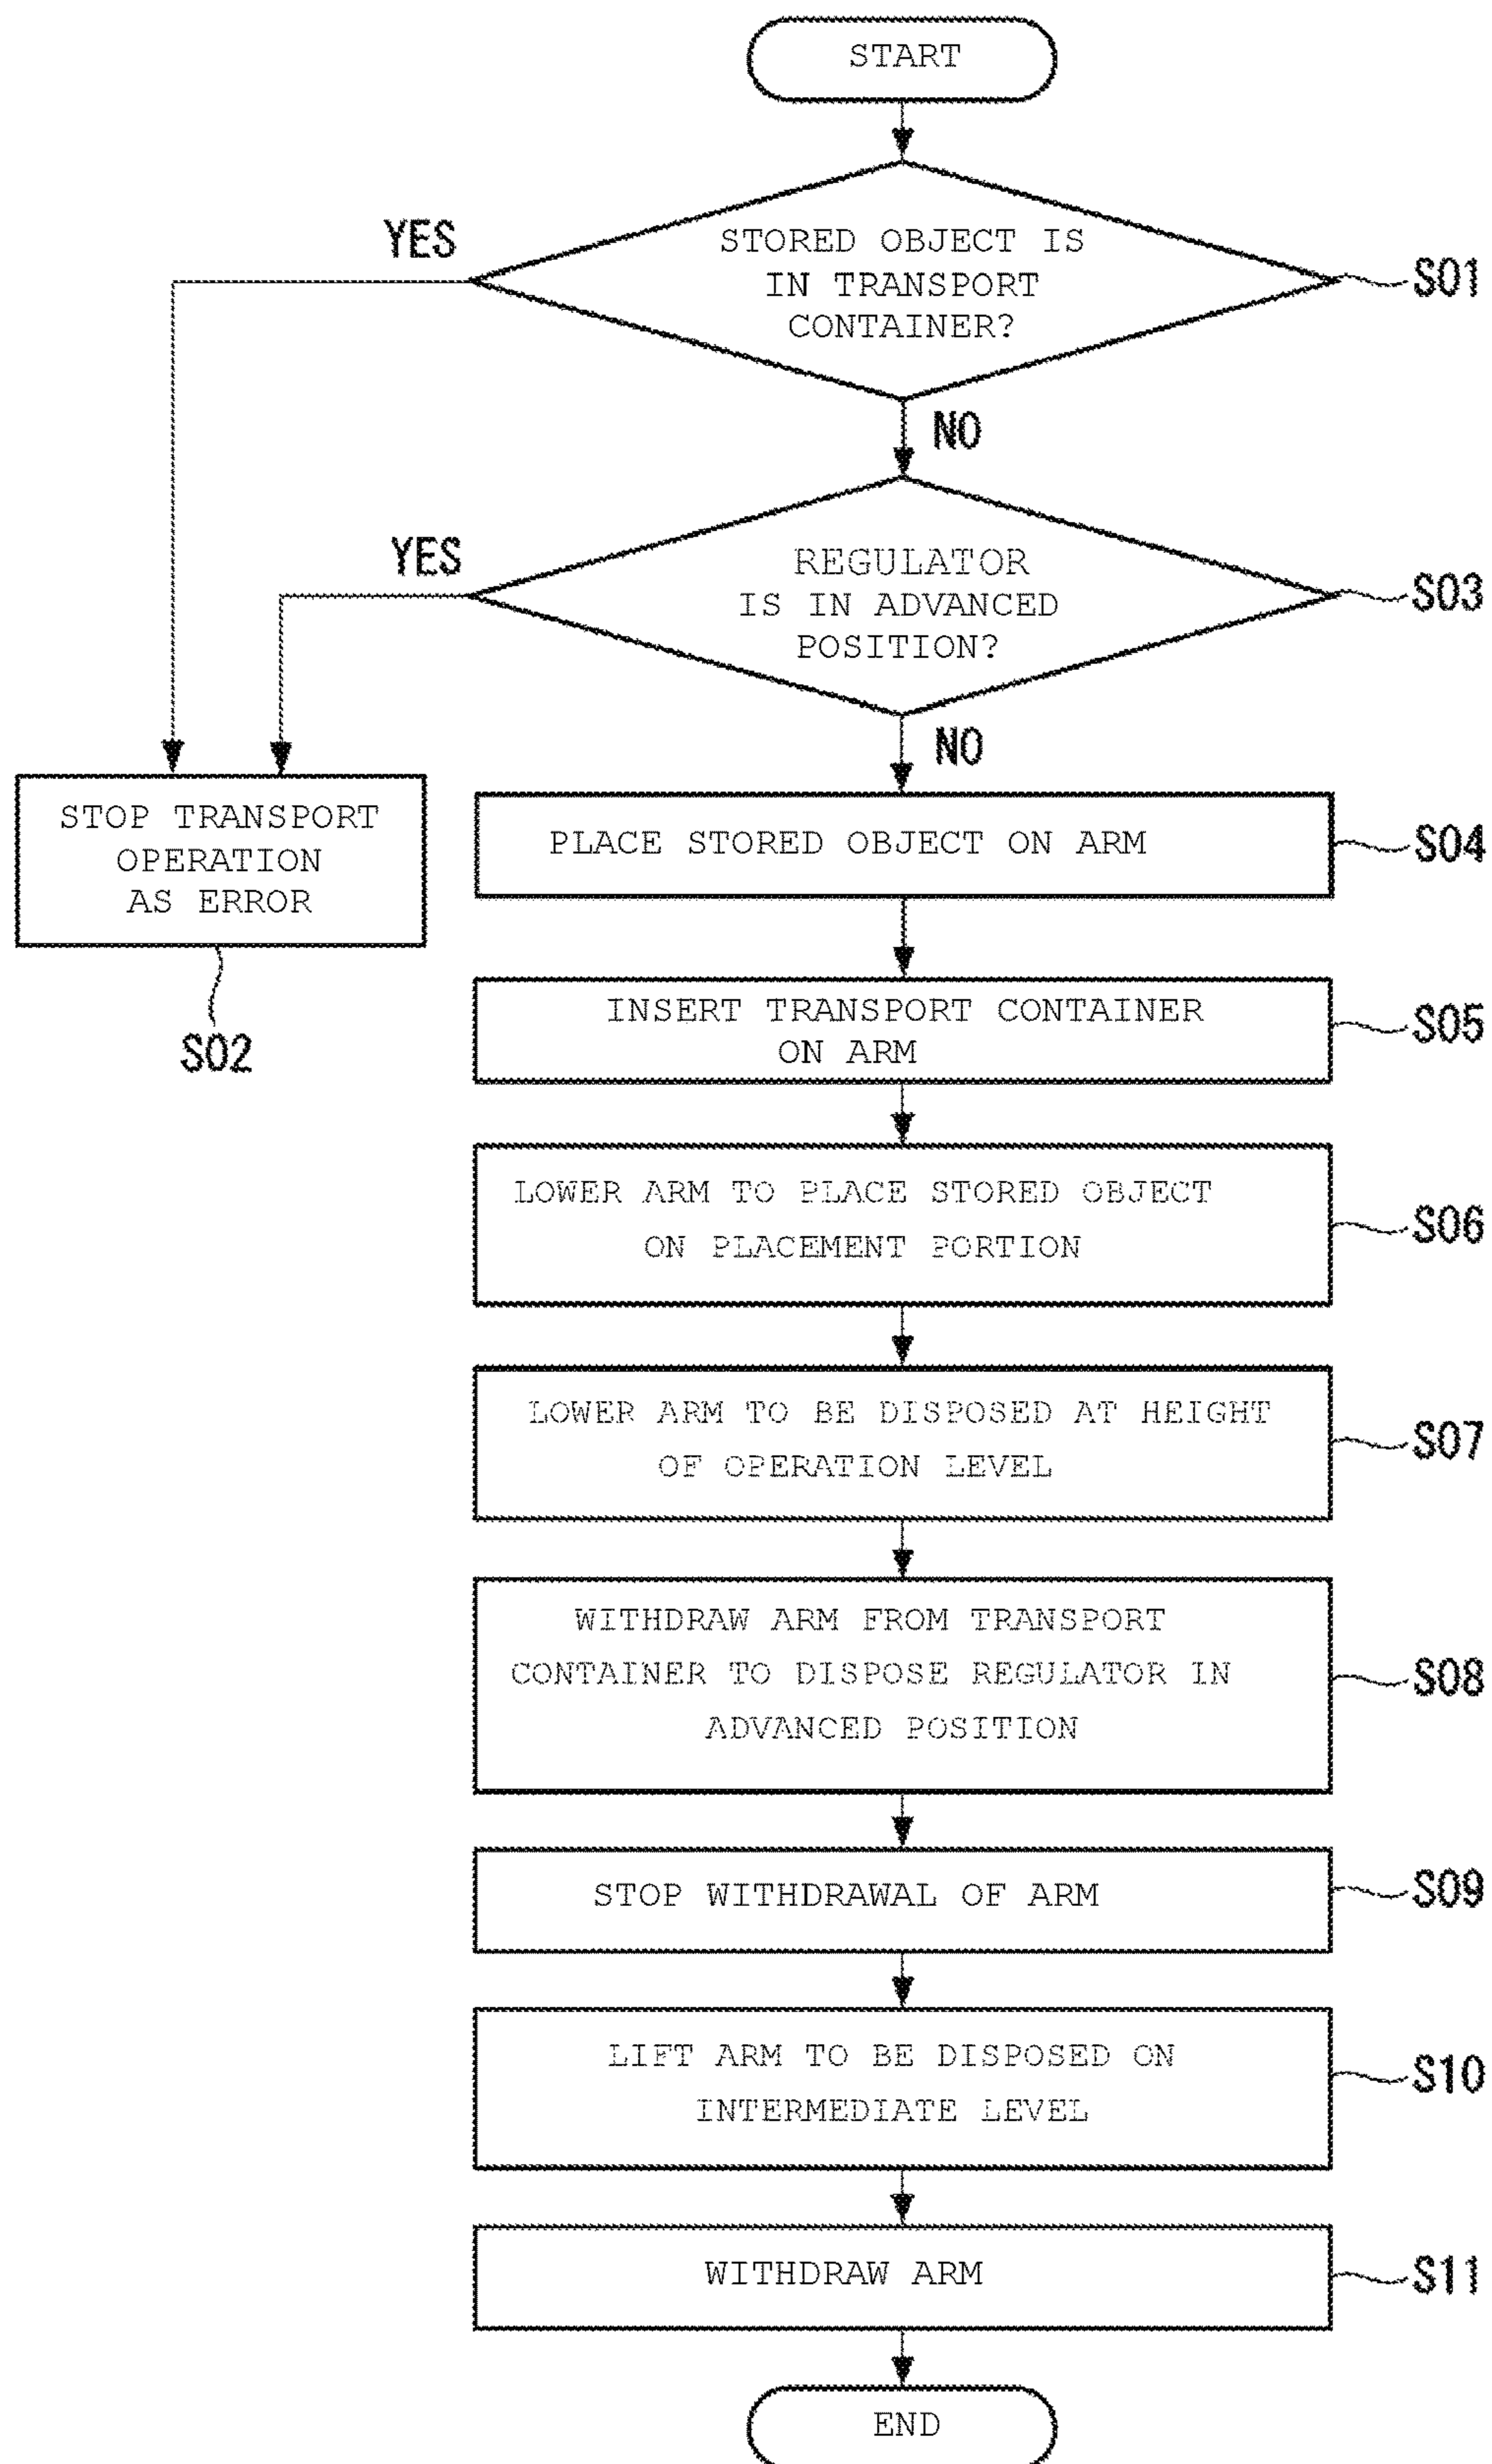 START
STORED OBJECT IS
IN TRANSPORT
CONTAINER?
YES
S01
NO
REGULATOR
IS IN ADVANCED
POSITION?
YES
S03
NO
STOP TRANSPORT
OPERATION
AS ERROR
S02
PLACE STORED OBJECT ON ARM
S04
INSERT TRANSPORT CONTAINER
ON ARM
S05
LOWER ARM TO PLACE STORED OBJECT
ON PLACEMENT PORTION
S06
LOWER ARM TO BE DISPOSED AT HEIGHT
OF OPERATION LEVEL
S07
WITHDRAW ARM FROM TRANSPORT
CONTAINER TO DISPOSE REGULATOR IN
ADVANCED POSITION
S08
STOP WITHDRAWAL OF ARM
S09
LIFT ARM TO BE DISPOSED ON
INTERMEDIATE LEVEL
S10
WITHDRAW ARM
S11
END